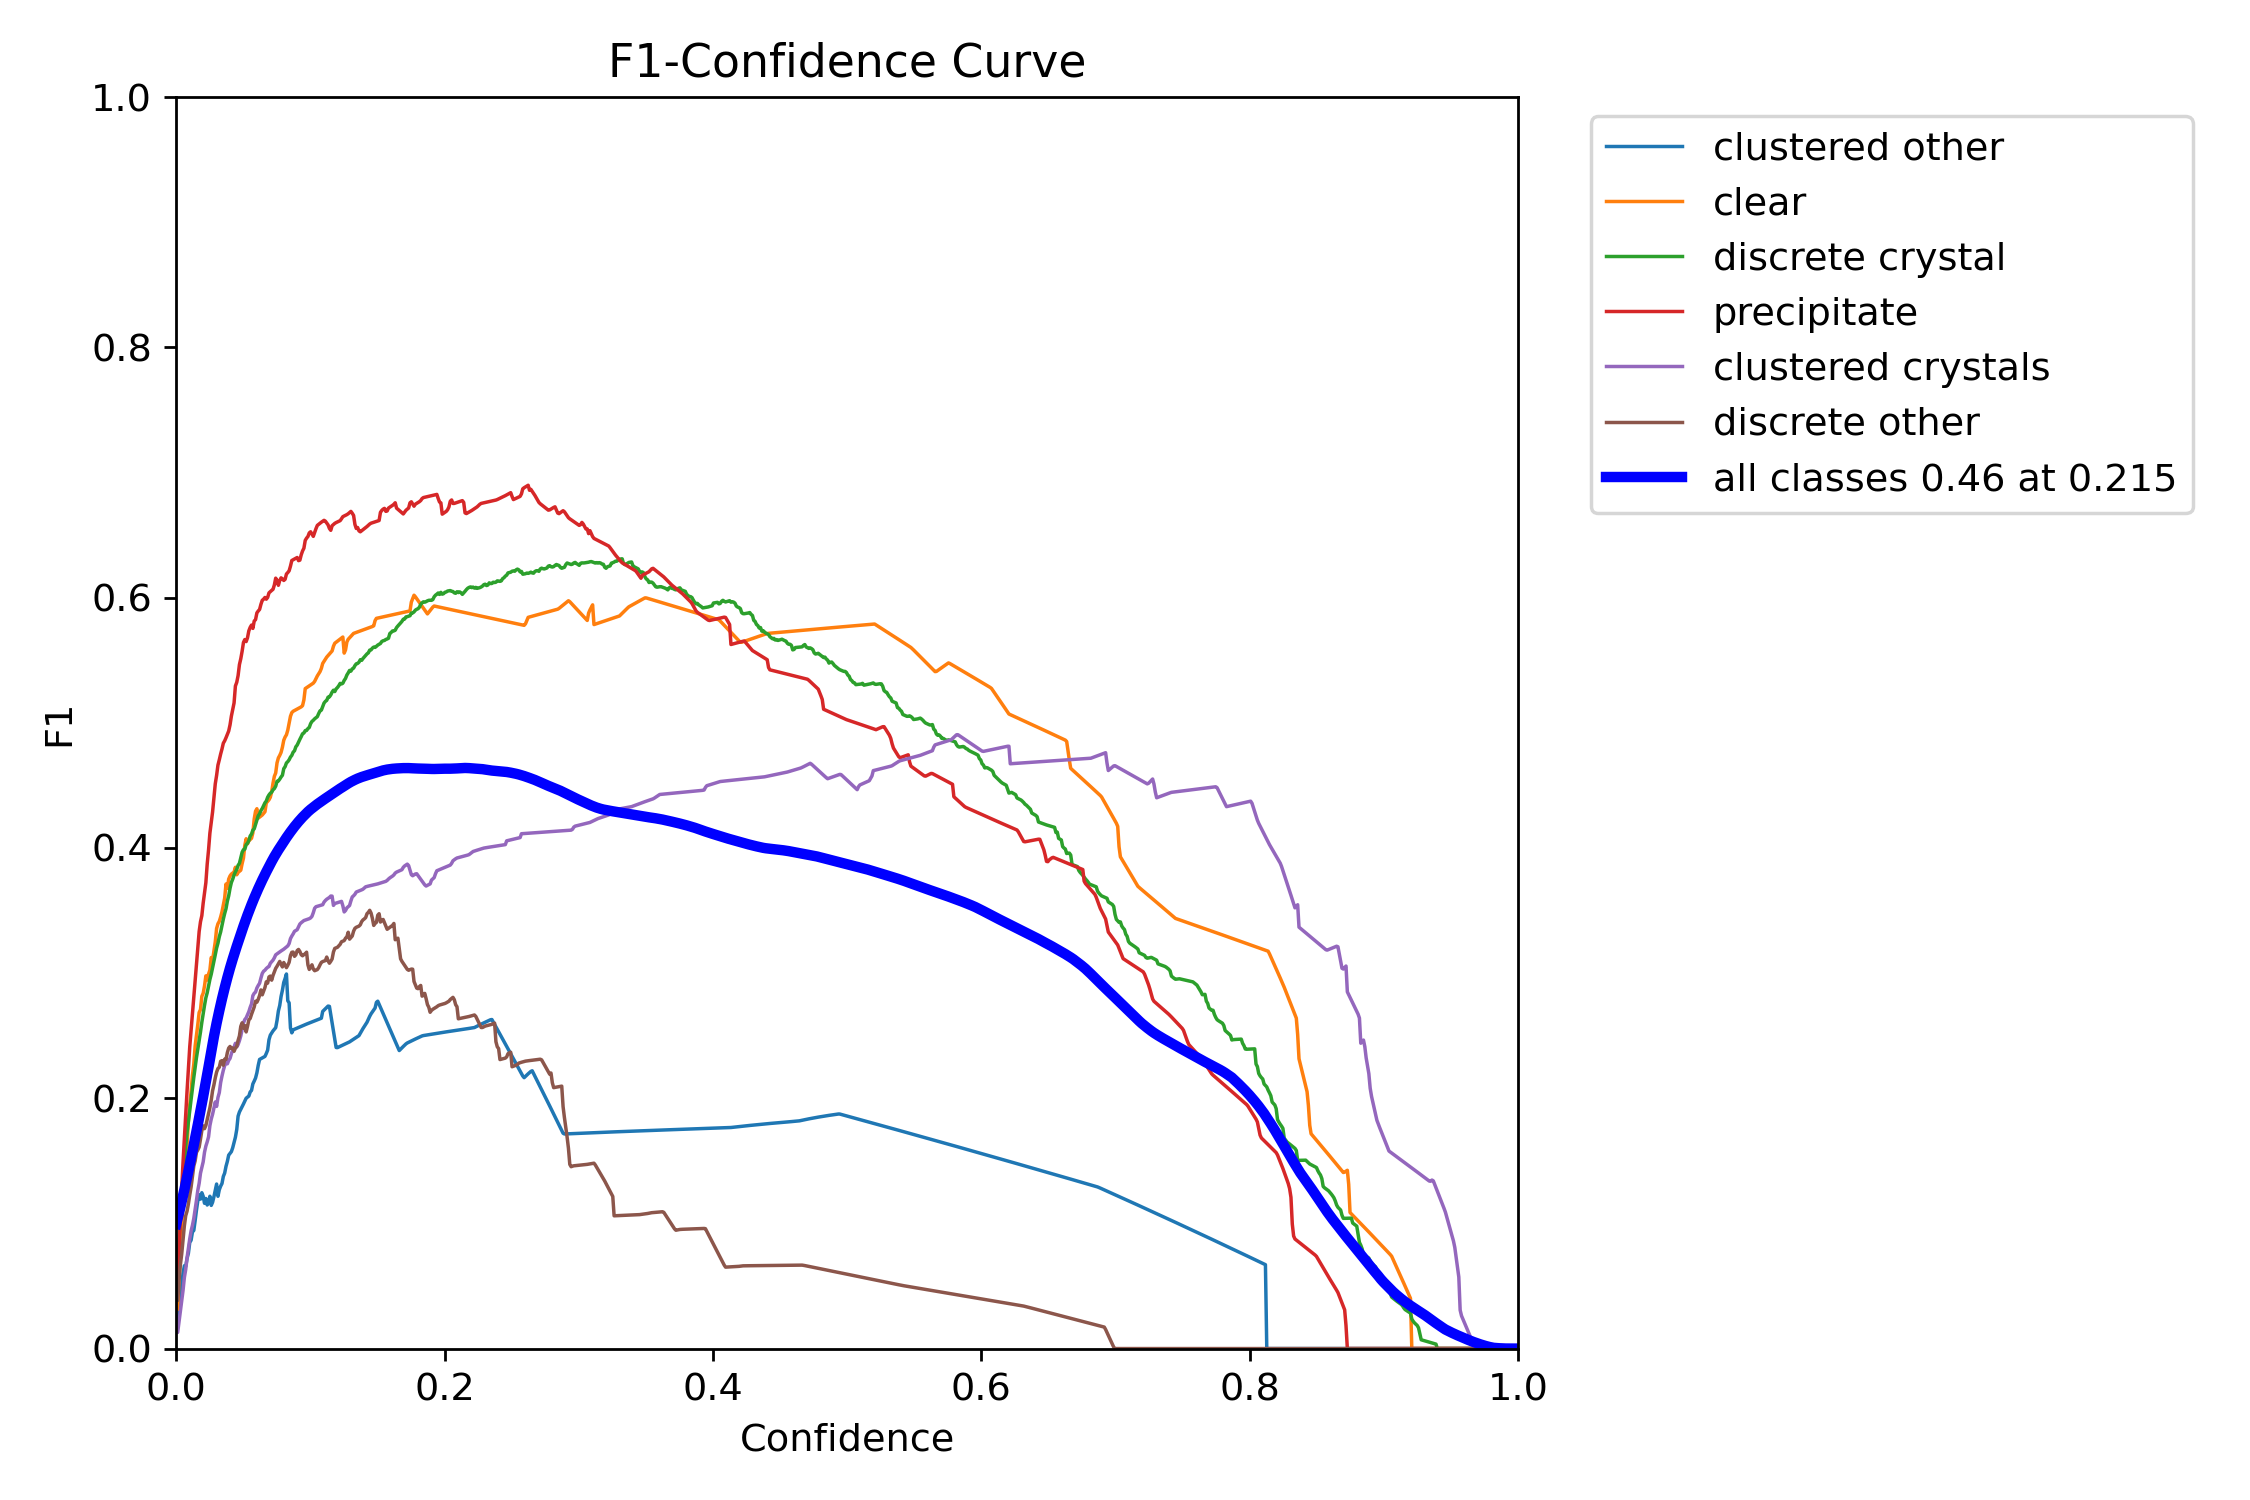 F1-Confidence Curve
1.0
0.8
0.6
0.4
0.2
0.0
F1
0.0 0.2 0.4 0.6 0.8 1.0
Confidence
clustered other
clear
discrete crystal
precipitate
clustered crystals
discrete other
all classes 0.46 at 0.215